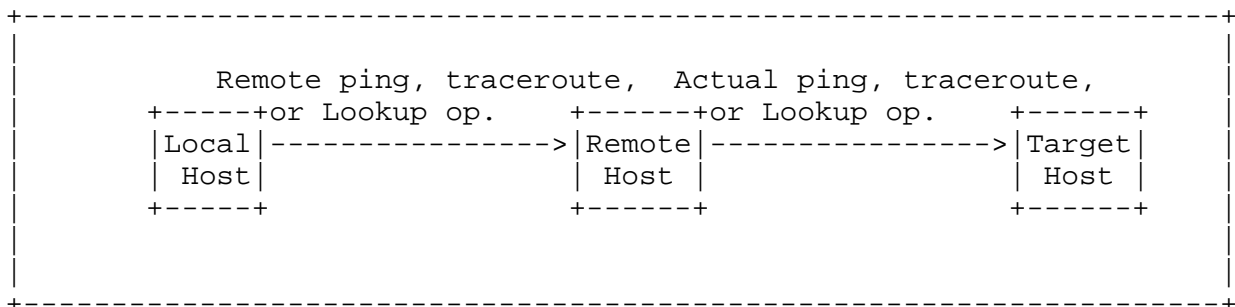 Remote ping, traceroute, Actual ping, traceroute,
or Lookup op. or Lookup op.
Local Remote Target
Host Host Host